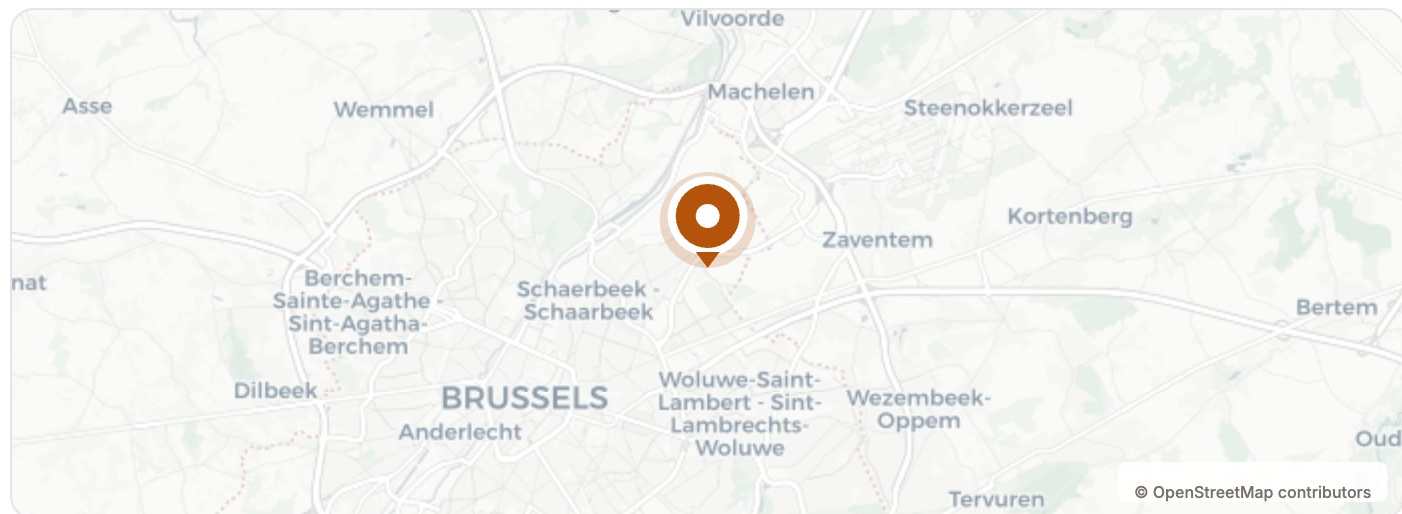 Vilvoorde
Machelen
Asse
Wemmel
Steenokkerzeel
Kortenberg
Zaventem
nat
Berchem-
Sainte-Agathe -
Sint-Agatha-
Berchem
Schaerbeek -
Schaarbeek
Bertem
Dilbeek
BRUSSELS
Anderlecht
Woluwe-Saint-
Lambert - Sint-
Lambrechts-
Woluwe
Wezembeek-
Oppem
Oud
Tervuren
© OpenStreetMap contributors